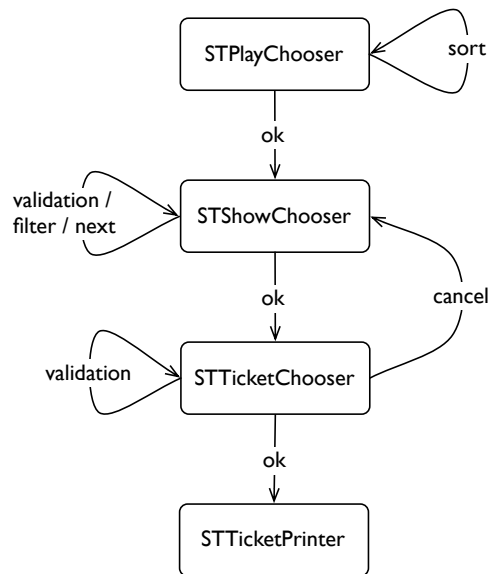 STPlayChooser
sort
ok
validation /
filter / next
STShowChooser
ok
cancel
validation
STTicketChooser
ok
STTicketPrinter